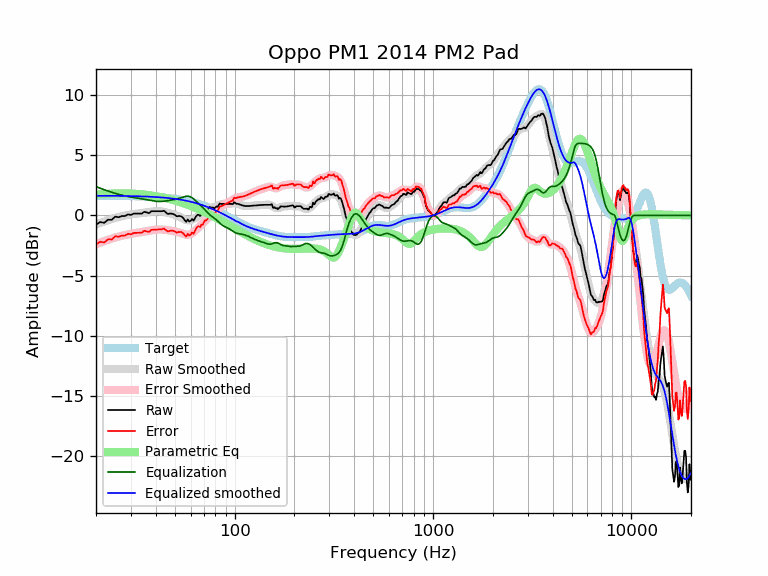 Oppo PM1 2014 PM2 Pad
10
5
0
−5
−10
−15
−20
Amplitude (dBr)
Target
Raw Smoothed
Error Smoothed
Raw
Error
Parametric Eq
Equalization
Equalized smoothed
100
1000
10000
Frequency (Hz)